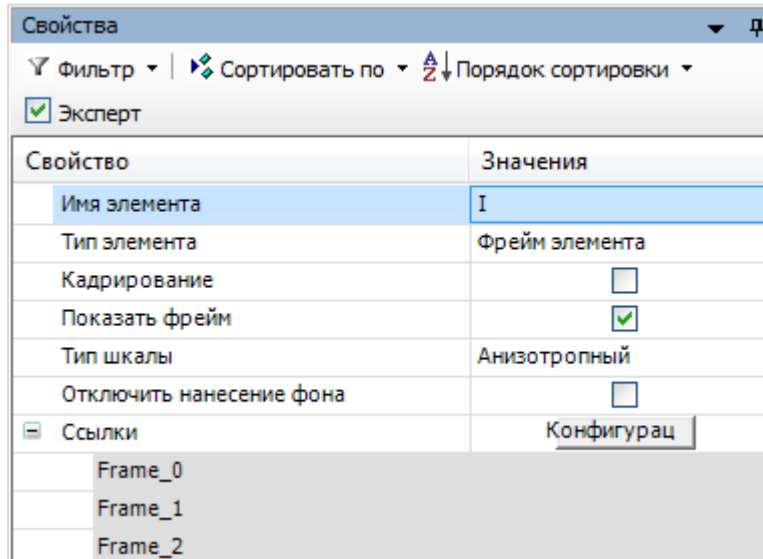 Свойства
Фильтр Сортировать по Порядок сортировки
Эксперт
Свойство Значения
Имя элемента I
Тип элемента Фрейм элемента
Кадрирование
Показать фрейм
Тип шкалы Анизотропный
Отключить нанесение фона
Ссылки Конфигурац
Frame_0
Frame_1
Frame_2